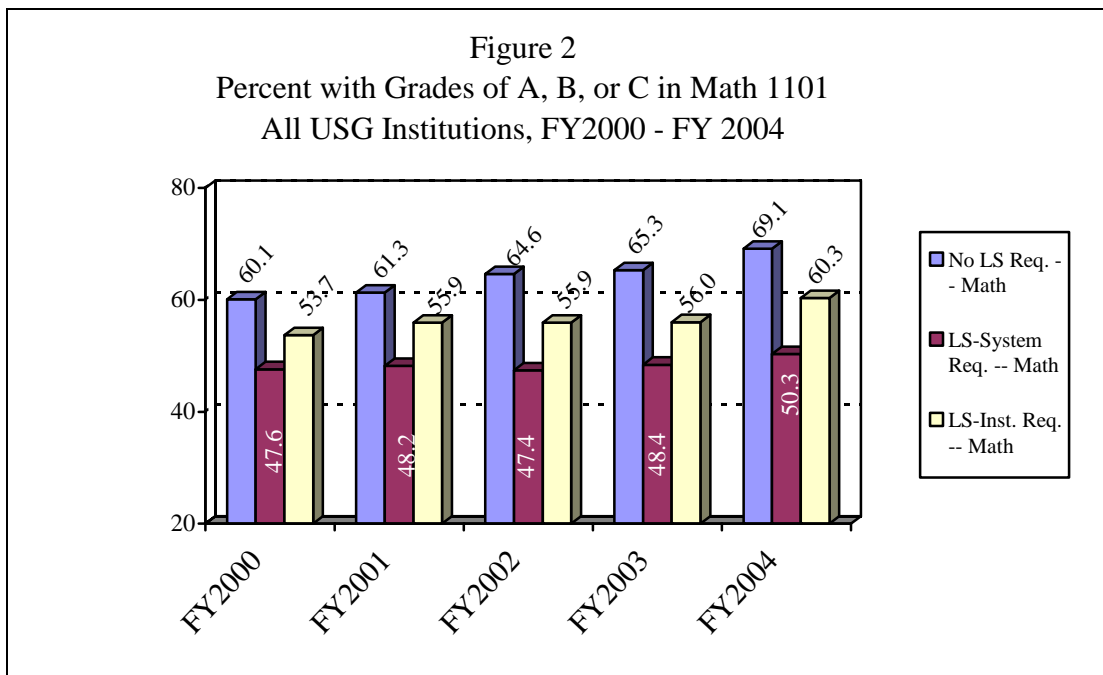 Figure 2
Percent with Grades of A, B, or C in Math 1101
All USG Institutions, FY2000 - FY 2004
80
60
40
20
60.1
47.6
53.7
61.3
48.2
55.9
64.6
47.4
55.9
65.3
48.4
56.0
69.1
50.3
60.3
FY2000
FY2001
FY2002
FY2003
FY2004
No LS Req. -
- Math
LS-System
Req. -- Math
LS-Inst. Req.
-- Math